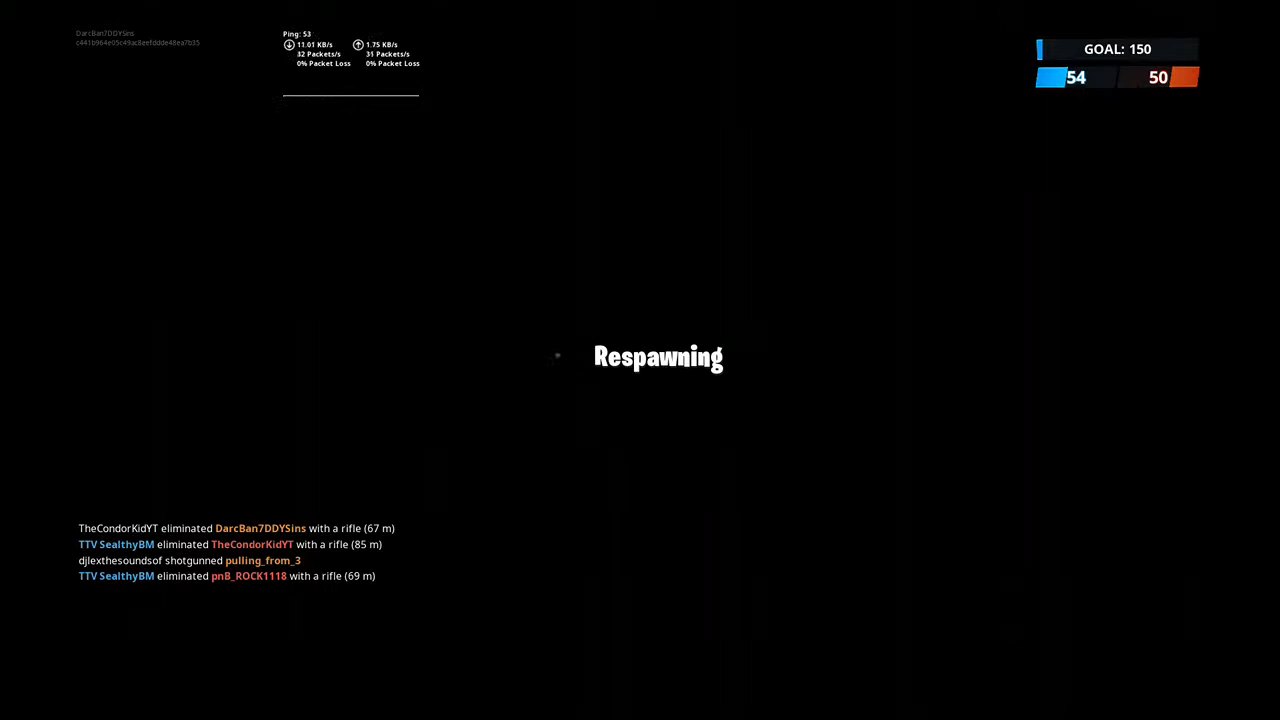 DarcBan7DDYSins
Ping: 53
11.01 KB/s
1.75 KB/s
32 Packets/s
31 Packets/s
0% Packet Loss
0% Packet Loss
GOAL: 150
54
50
Respawning
TheCondorKidYT eliminated DarcBan7DDYSins with a rifle (67 m)
TTV SealthyBM eliminated TheCondorKidYT with a rifle (85 m)
djlexthesoundsof shotgunned pulling_from_3
TTV SealthyBM eliminated pnB_ROCK1118 with a rifle (69 m)